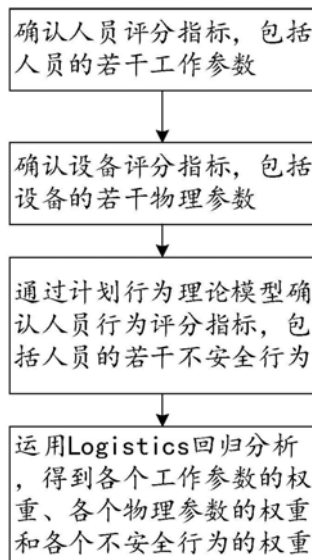 确认人员评分指标，包括
人员的若干工作参数
确认设备评分指标，包括
设备的若干物理参数
通过计划行为理论模型确
认人员行为评分指标，包
括人员的若干不安全行为
运用Logistics回归分析
，得到各个工作参数的权
重、各个物理参数的权重
和各个不安全行为的权重